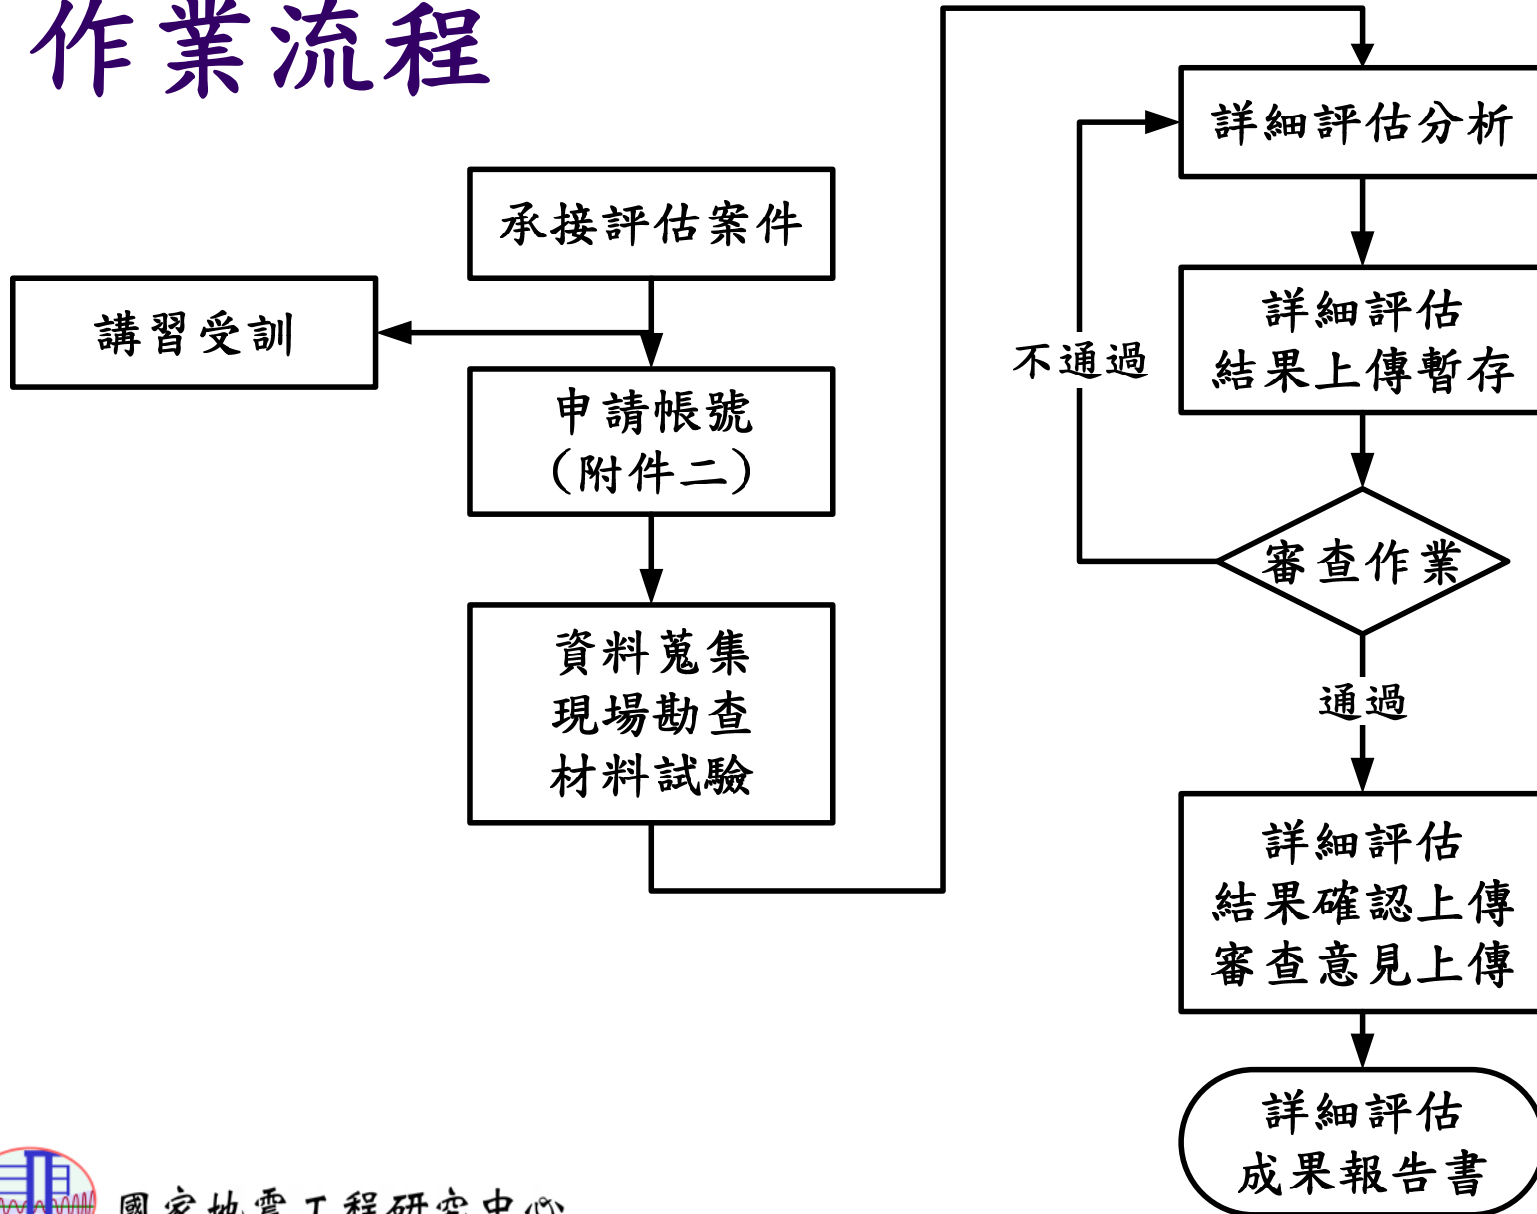 作業流程
承接評估案件
講習受訓
申請帳號
(附件二)
資料蒐集
現場勘查
材料試驗
詳細評估分析
詳細評估
結果上傳暫存
不通過
審查作業
通過
詳細評估
結果確認上傳
審查意見上傳
詳細評估
成果報告書
國家地震工程研究中心